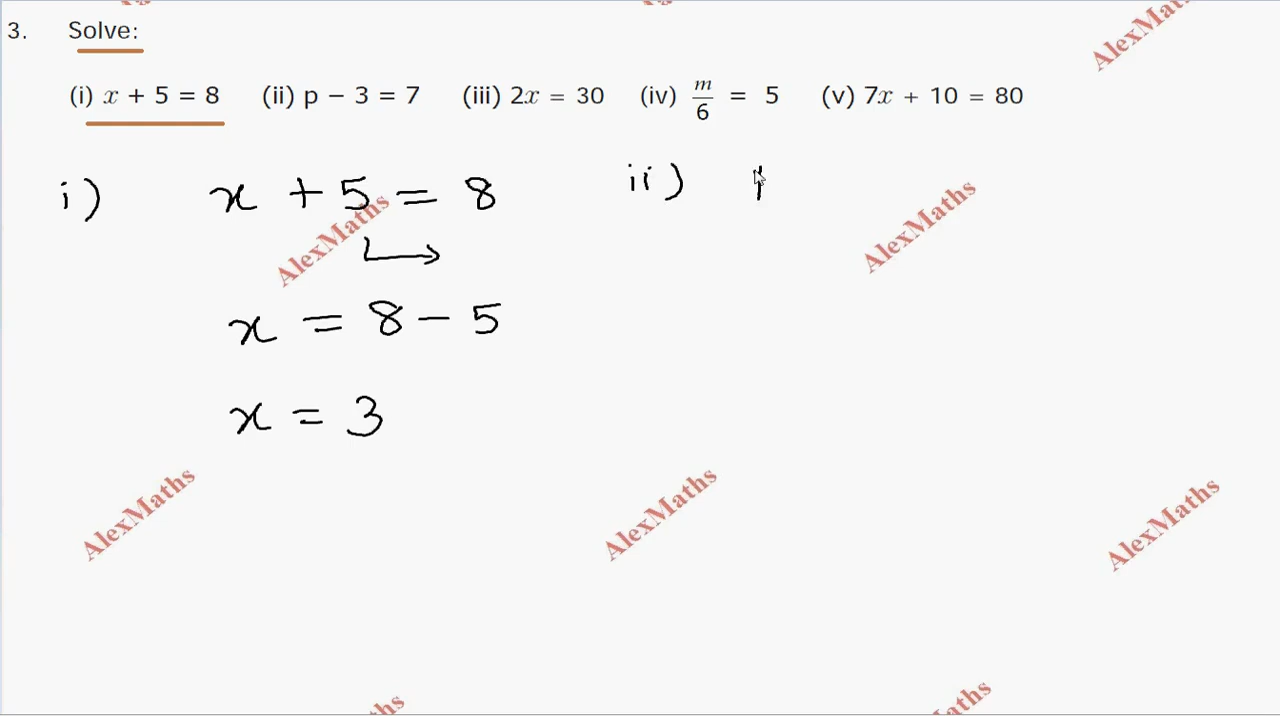 3. Solve:
(i) x + 5 = 8 (ii) p − 3 = 7 (iii) 2x = 30 (iv) m/6 = 5 (v) 7x + 10 = 80
i) x + 5 = 8
x = 8 − 5
x = 3
ii)
AlexMaths
AlexMaths
AlexMaths
AlexMaths
AlexMaths
AlexMaths
AlexMaths